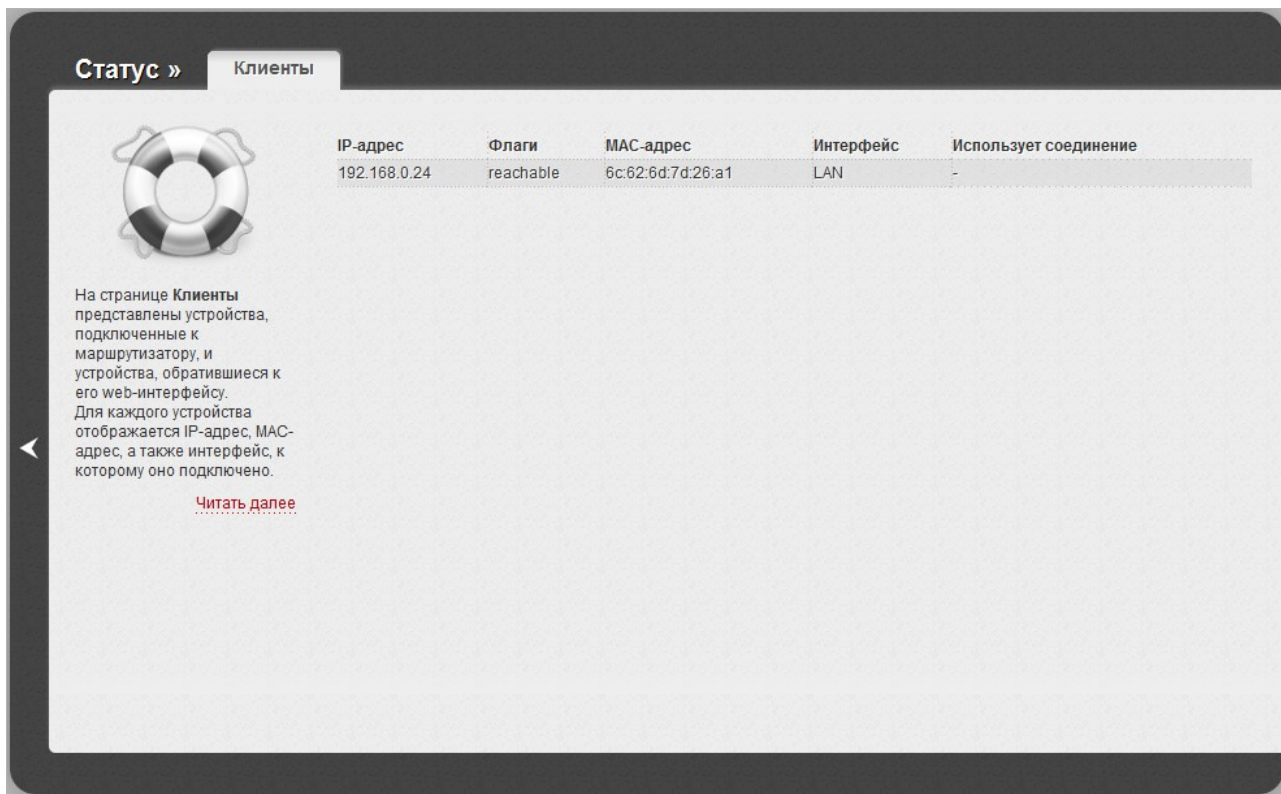 Статус »
Клиенты
IP-адрес Флаги MAC-адрес Интерфейс Использует соединение
192.168.0.24 reachable 6c:62:6d:7d:26:a1 LAN -
На странице Клиенты
представлены устройства,
подключенные к
маршрутизатору, и
устройства, обратившиеся к
его web-интерфейсу.
Для каждого устройства
отображается IP-адрес, MAC-
адрес, а также интерфейс, к
которому оно подключено.
Читать далее